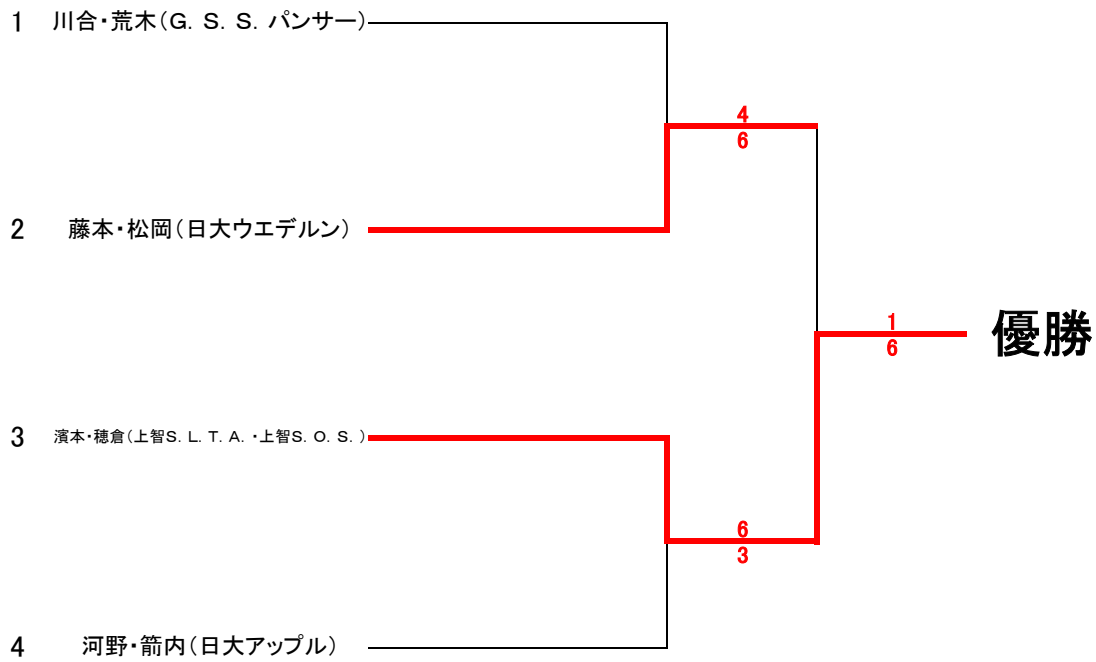 1 川合・荒木(G. S. S. パンサー)
4
6
2 藤本・松岡(日大ウエデルン)
1
6
優勝
3 濱本・穂倉(上智S. L. T. A. ・上智S. O. S. )
6
3
4 河野・箭内(日大アップル)